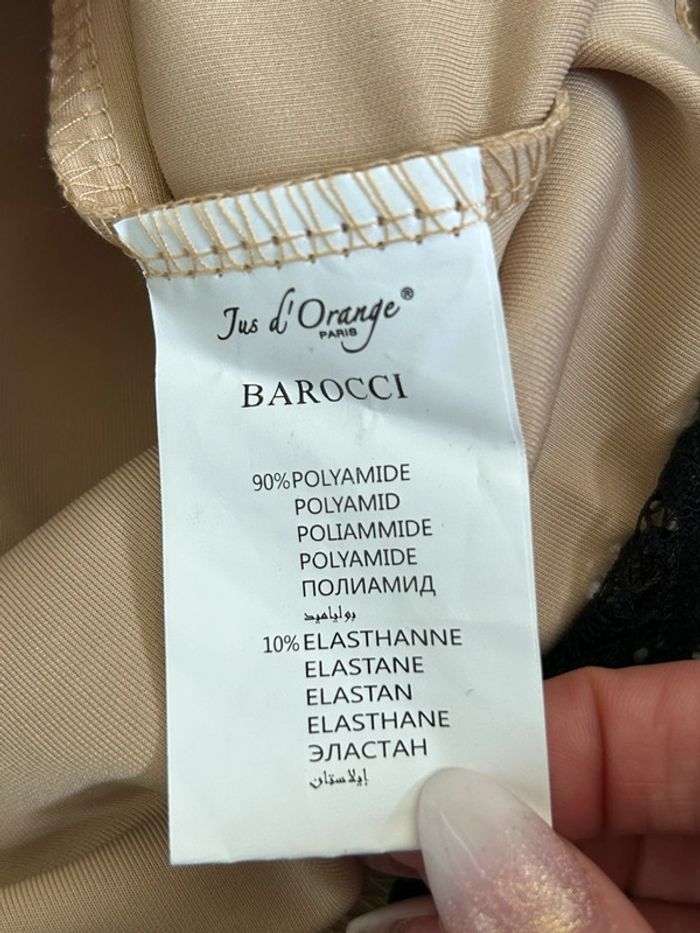 Jus d'Orange®
PARIS
BAROCCI
90%POLYAMIDE
POLYAMID
POLIAMMIDE
POLYAMIDE
ПОЛИАМИД
بولياميد
10%ELASTHANNE
ELASTANE
ELASTAN
ELASTHANE
ЭЛАСТАН
إيلاستان